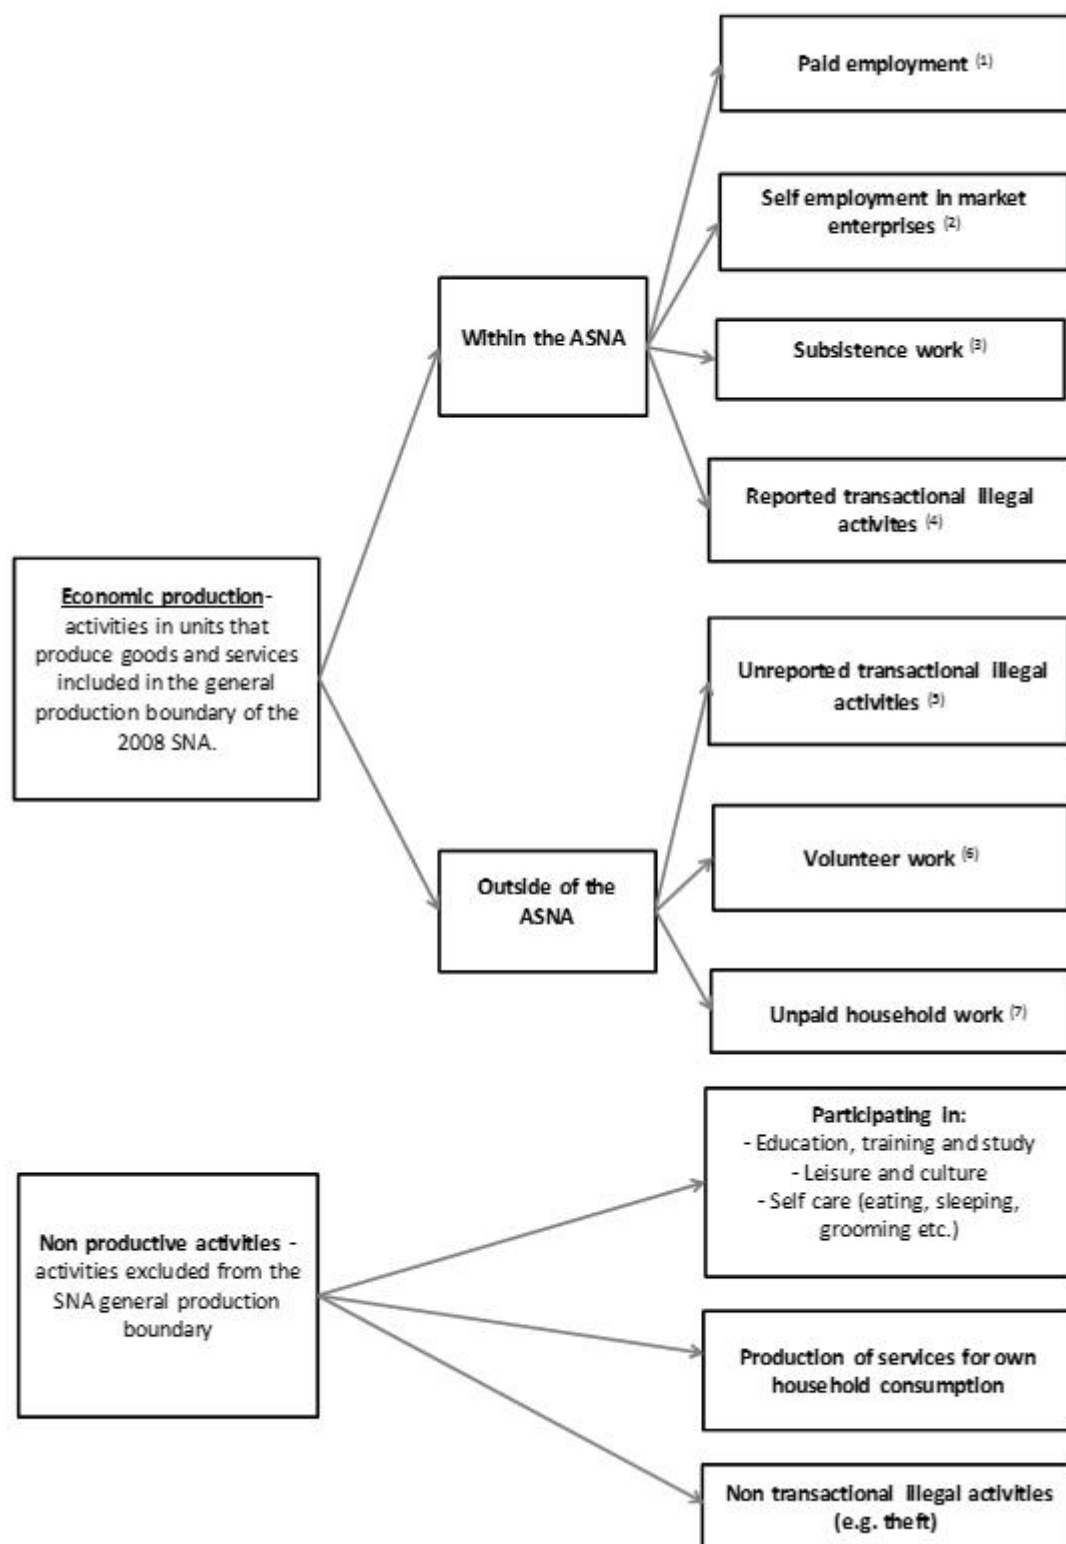 Paid employment (1)
Self employment in market
enterprises (2)
Within the ASNA
Subsistence work (3)
Reported transactional illegal
activites (4)
Economic production-
activities in units that
produce goods and services
included in the general
production boundary of the
2008 SNA.
Unreported transactional illegal
activities (5)
Outside of the
ASNA
Volunteer work (6)
Unpaid household work (7)
Participating in:
- Education, training and study
- Leisure and culture
- Self care (eating, sleeping,
grooming etc.)
Non productive activities -
activities excluded from the
SNA general production
boundary
Production of services for own
household consumption
Non transactional illegal activities
(e.g. theft)